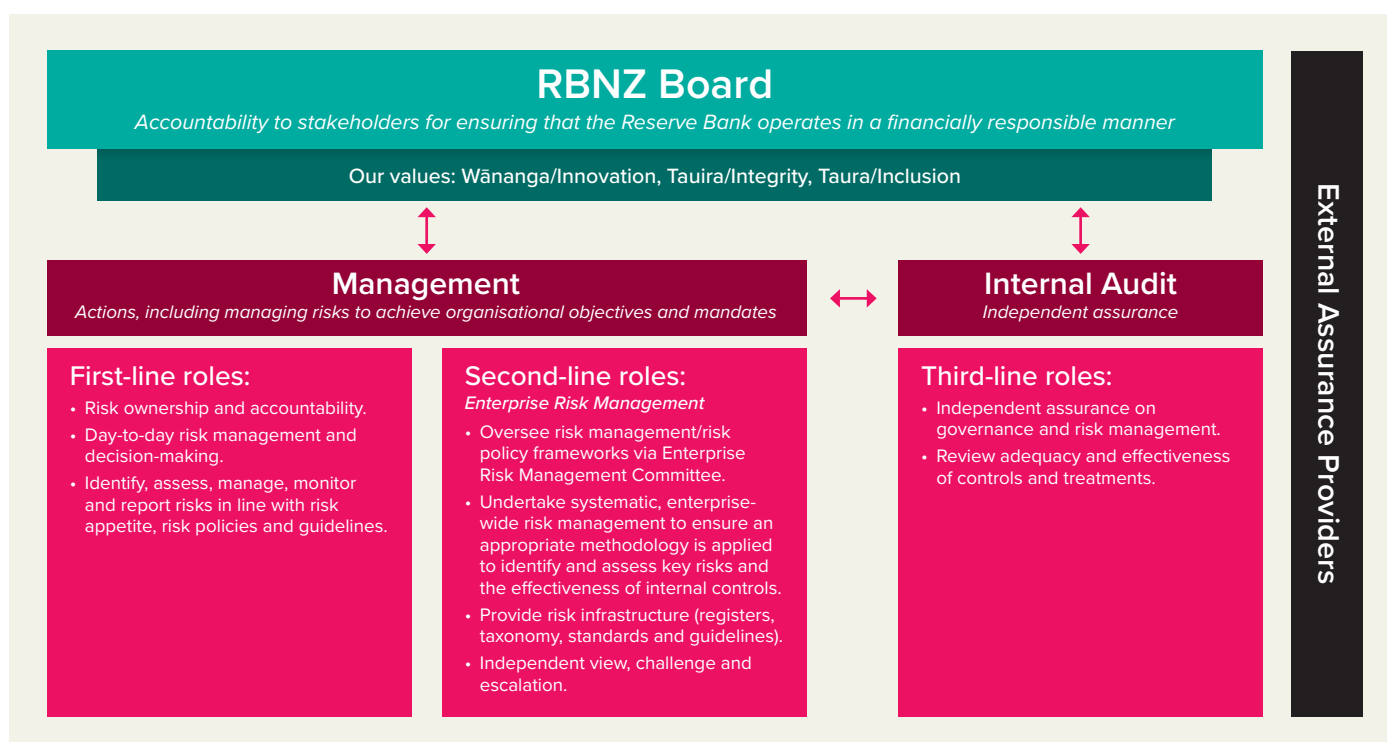 RBNZ Board
Accountability to stakeholders for ensuring that the Reserve Bank operates in a financially responsible manner
Our values: Wānanga/Innovation, Tauira/Integrity, Taura/Inclusion
Management
Actions, including managing risks to achieve organisational objectives and mandates
First-line roles:
• Risk ownership and accountability.
• Day-to-day risk management and
decision-making.
• Identify, assess, manage, monitor
and report risks in line with risk
appetite, risk policies and guidelines.
Second-line roles:
Enterprise Risk Management
• Oversee risk management/risk
policy frameworks via Enterprise
Risk Management Committee.
• Undertake systematic, enterprise-
wide risk management to ensure an
appropriate methodology is applied
to identify and assess key risks and
the effectiveness of internal controls.
• Provide risk infrastructure (registers,
taxonomy, standards and guidelines).
• Independent view, challenge and
escalation.
Internal Audit
Independent assurance
Third-line roles:
• Independent assurance on
governance and risk management.
• Review adequacy and effectiveness
of controls and treatments.
External Assurance Providers